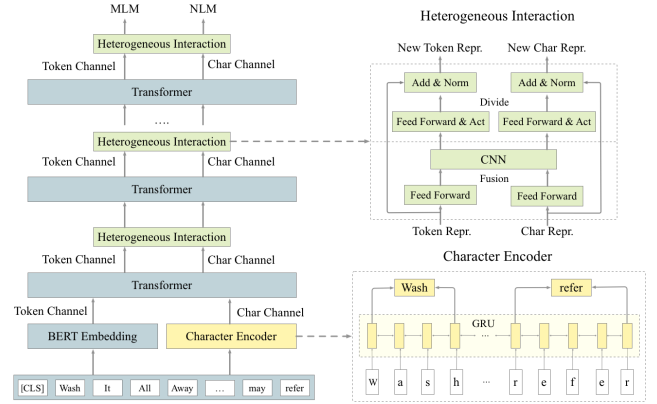 MLM NLM
Heterogeneous Interaction
Token Channel Char Channel
Transformer
....
Heterogeneous Interaction
Token Channel Char Channel
Transformer
Heterogeneous Interaction
Token Channel Char Channel
Transformer
Token Channel Char Channel
BERT Embedding Character Encoder
[CLS] Wash It All Away ... may refer
Heterogeneous Interaction
New Token Repr. New Char Repr.
Add & Norm Add & Norm
Divide
Feed Forward & Act Feed Forward & Act
CNN
Fusion
Feed Forward Feed Forward
Token Repr. Char Repr.
Character Encoder
Wash refer
GRU
... ...
W a s h ... r e f e r